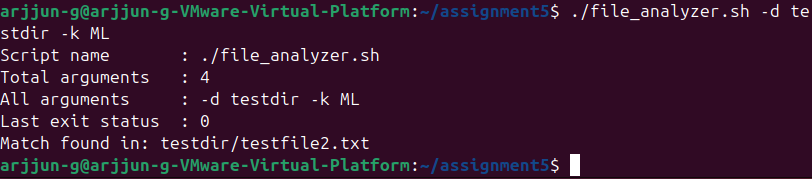 arjjun-g@arjjun-g-VMware-Virtual-Platform:~/assignment5$ ./file_analyzer.sh -d te
stdir -k ML
Script name      : ./file_analyzer.sh
Total arguments  : 4
All arguments    : -d testdir -k ML
Last exit status : 0
Match found in: testdir/testfile2.txt
arjjun-g@arjjun-g-VMware-Virtual-Platform:~/assignment5$